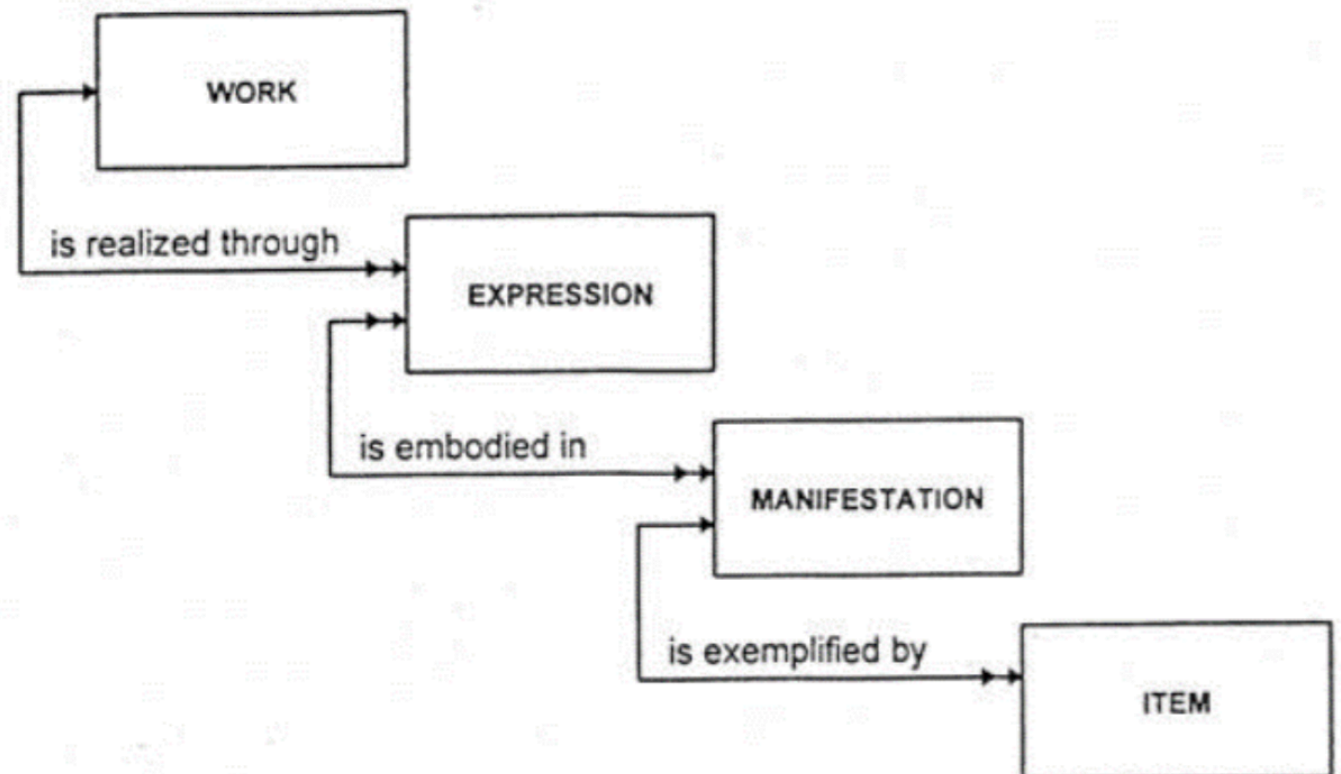 WORK
is realized through
EXPRESSION
is embodied in
MANIFESTATION
is exemplified by
ITEM